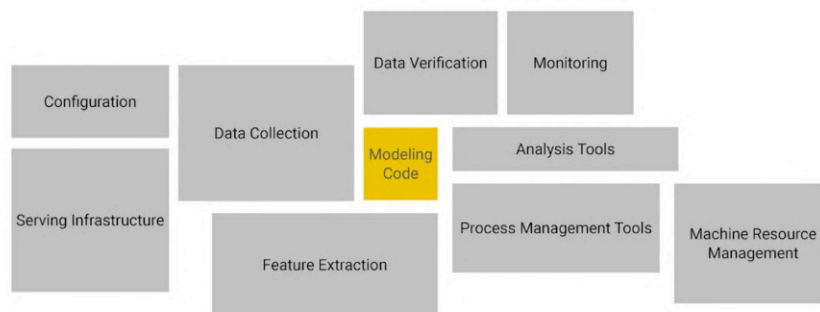 Data Verification
Monitoring
Configuration
Data Collection
Modeling
Code
Analysis Tools
Serving Infrastructure
Process Management Tools
Machine Resource
Management
Feature Extraction